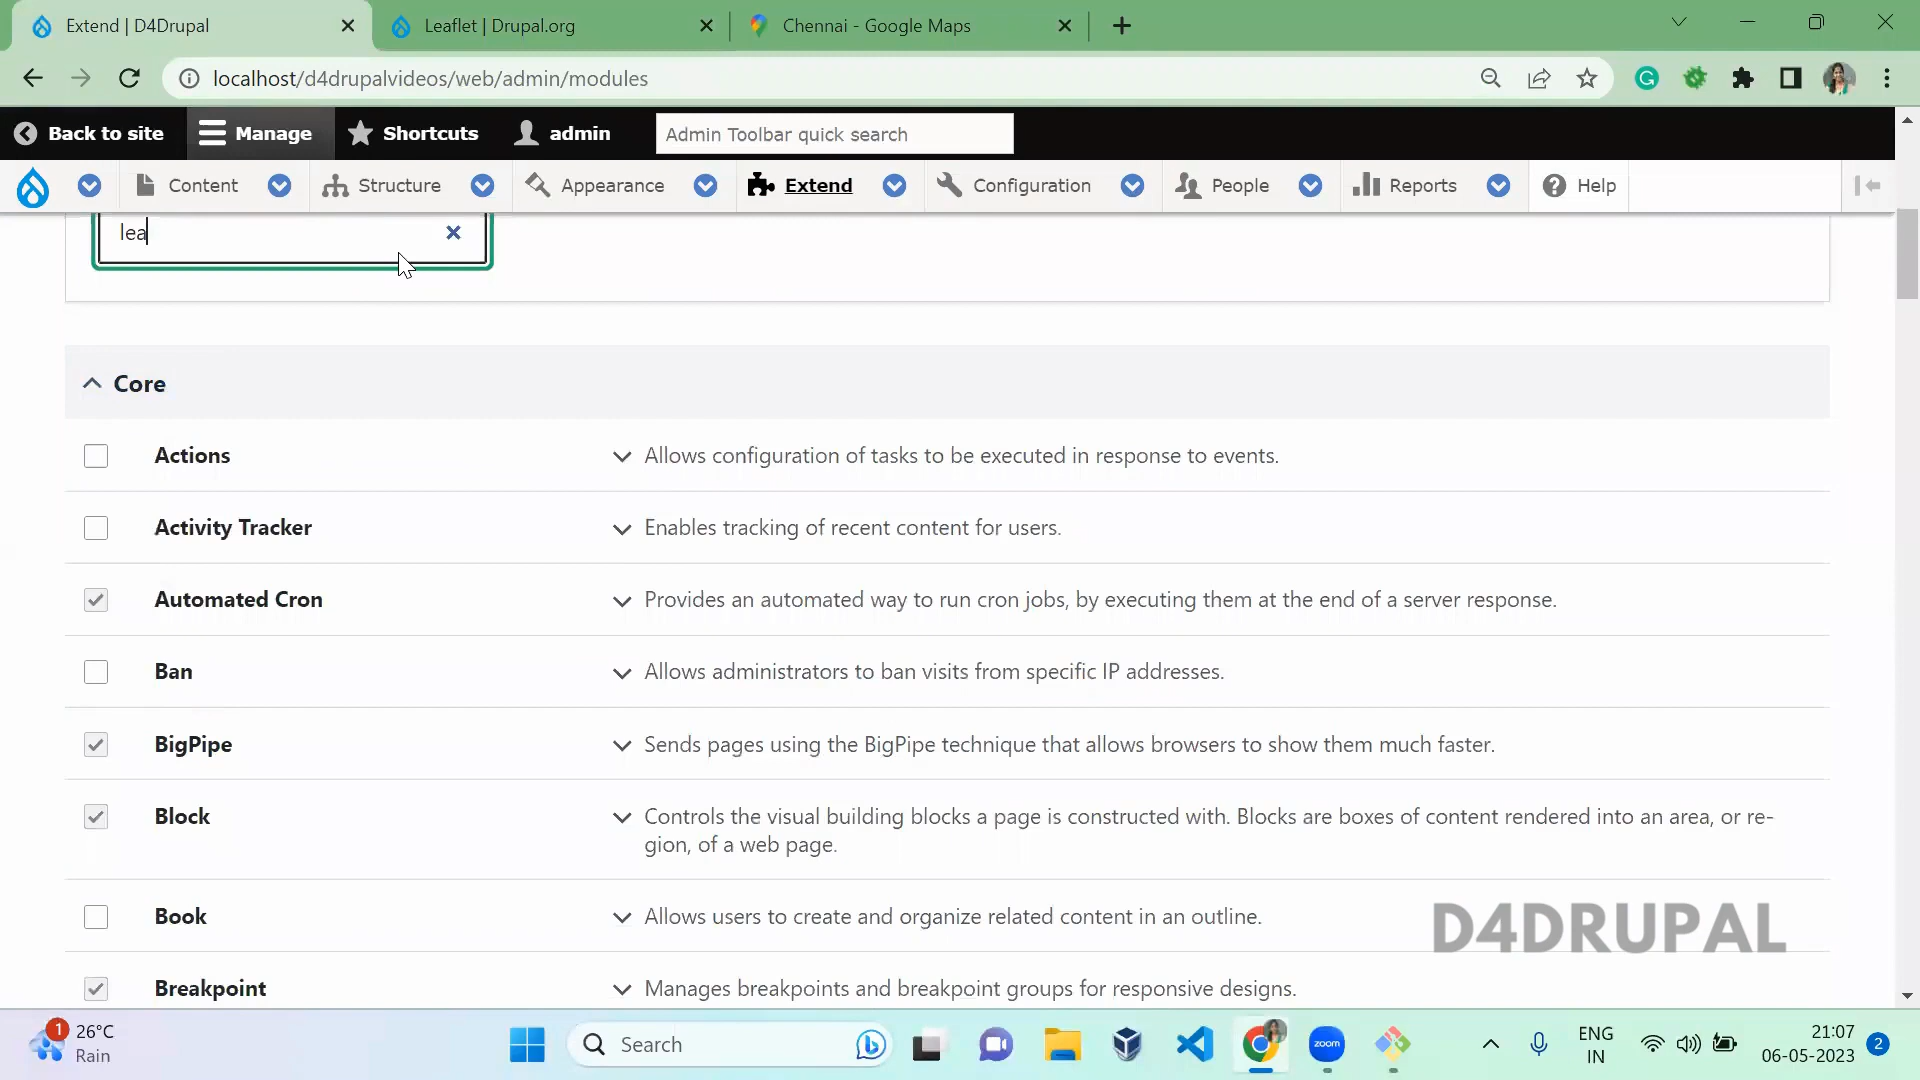 Extend | D4Drupal
Leaflet | Drupal.org
Chennai - Google Maps
localhost/d4drupalvideos/web/admin/modules
Back to site
Manage
Shortcuts
admin
Admin Toolbar quick search
Content
Structure
Appearance
Extend
Configuration
People
Reports
Help
lea
Core
Actions
Allows configuration of tasks to be executed in response to events.
Activity Tracker
Enables tracking of recent content for users.
Automated Cron
Provides an automated way to run cron jobs, by executing them at the end of a server response.
Ban
Allows administrators to ban visits from specific IP addresses.
BigPipe
Sends pages using the BigPipe technique that allows browsers to show them much faster.
Block
Controls the visual building blocks a page is constructed with. Blocks are boxes of content rendered into an area, or re-
gion, of a web page.
Book
Allows users to create and organize related content in an outline.
D4DRUPAL
Breakpoint
Manages breakpoints and breakpoint groups for responsive designs.
1
26°C
Rain
Search
zoom
ENG
IN
21:07
06-05-2023
2